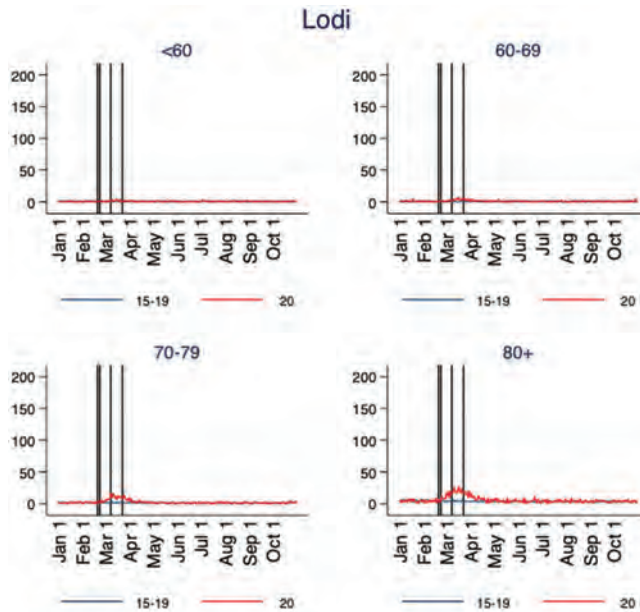 Lodi
<60
60-69
200
150
100
50
0
Jan 1
Feb 1
Mar 1
Apr 1
May 1
Jun 1
Jul 1
Aug 1
Sep 1
Oct 1
15-19
20
200
150
100
50
0
Jan 1
Feb 1
Mar 1
Apr 1
May 1
Jun 1
Jul 1
Aug 1
Sep 1
Oct 1
15-19
20
70-79
80+
200
150
100
50
0
Jan 1
Feb 1
Mar 1
Apr 1
May 1
Jun 1
Jul 1
Aug 1
Sep 1
Oct 1
15-19
20
200
150
100
50
0
Jan 1
Feb 1
Mar 1
Apr 1
May 1
Jun 1
Jul 1
Aug 1
Sep 1
Oct 1
15-19
20